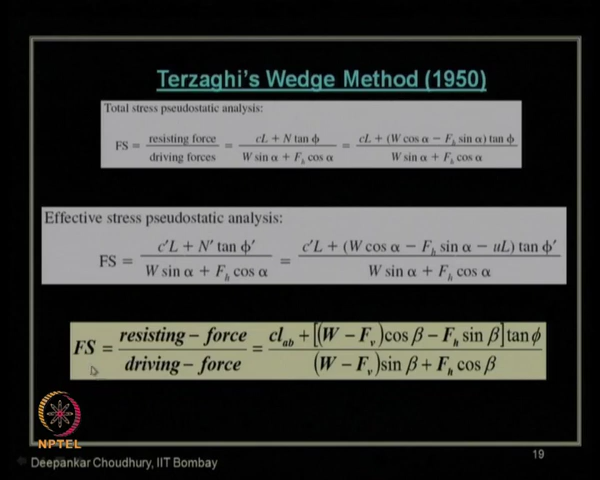 Terzaghi's Wedge Method (1950)
Total stress pseudostatic analysis:
FS = resisting force / driving forces = cL + N tan ϕ / W sin α + F_h cos α = cL + (W cos α − F_h sin α) tan ϕ / W sin α + F_h cos α
Effective stress pseudostatic analysis:
FS = c′L + N′ tan ϕ′ / W sin α + F_h cos α = c′L + (W cos α − F_h sin α − uL) tan ϕ′ / W sin α + F_h cos α
FS = resisting − force / driving − force = cl_ab + [(W − F_v)cos β − F_h sin β]tan ϕ / (W − F_v)sin β + F_h cos β
NPTEL
19
Deepankar Choudhury, IIT Bombay